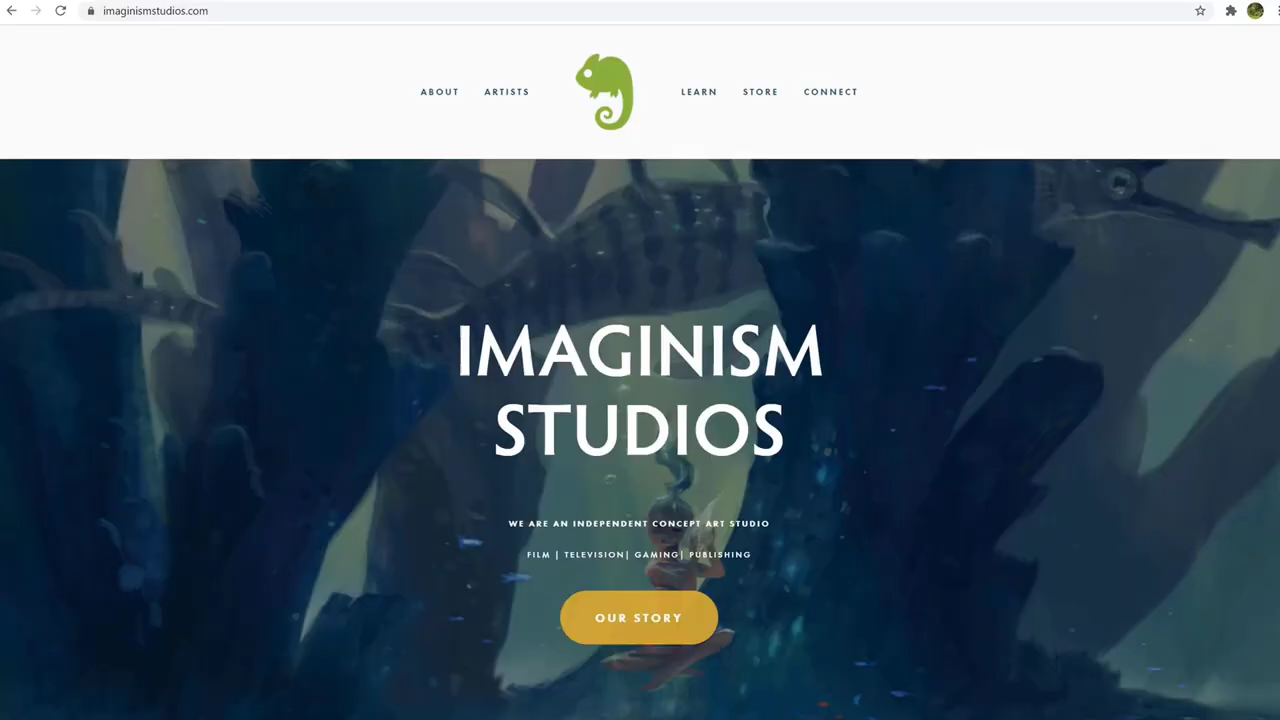 imaginismstudios.com
ABOUT ARTISTS LEARN STORE CONNECT
IMAGINISM
STUDIOS
WE ARE AN INDEPENDENT CONCEPT ART STUDIO
FILM | TELEVISION| GAMING| PUBLISHING
OUR STORY